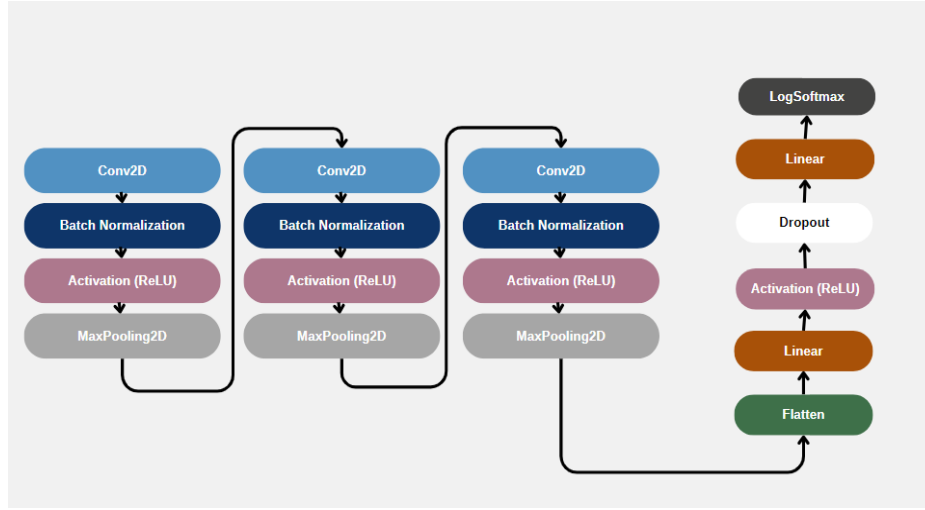 Conv2D
Batch Normalization
Activation (ReLU)
MaxPooling2D
Conv2D
Batch Normalization
Activation (ReLU)
MaxPooling2D
Conv2D
Batch Normalization
Activation (ReLU)
MaxPooling2D
Flatten
Linear
Activation (ReLU)
Dropout
Linear
LogSoftmax